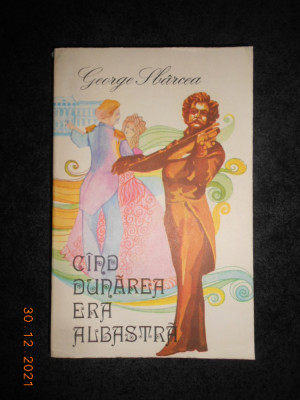 George Sbârcea
CÎND
DUNĂREA
ERA
ALBASTRĂ
30 12 2021